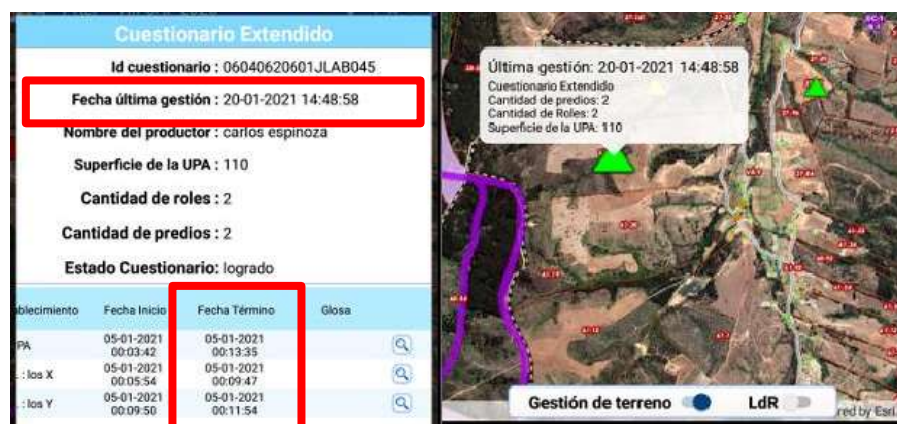 Cuestionario Extendido
Id cuestionario : 06040620601JLAB045
Fecha última gestión : 20-01-2021 14:48:58
Nombre del productor : carlos espinoza
Superficie de la UPA : 110
Cantidad de roles : 2
Cantidad de predios : 2
Estado Cuestionario: logrado
ablecimiento Fecha Inicio Fecha Término Glosa
PA 05-01-2021 00:03:42 05-01-2021 00:13:35
. : los X 05-01-2021 00:05:54 05-01-2021 00:09:47
. : los Y 05-01-2021 00:09:50 05-01-2021 00:11:54
Última gestión: 20-01-2021 14:48:58
Cuestionario Extendido
Cantidad de predios: 2
Cantidad de Roles: 2
Superficie de la UPA: 110
Gestión de terreno LdR
red by Esri